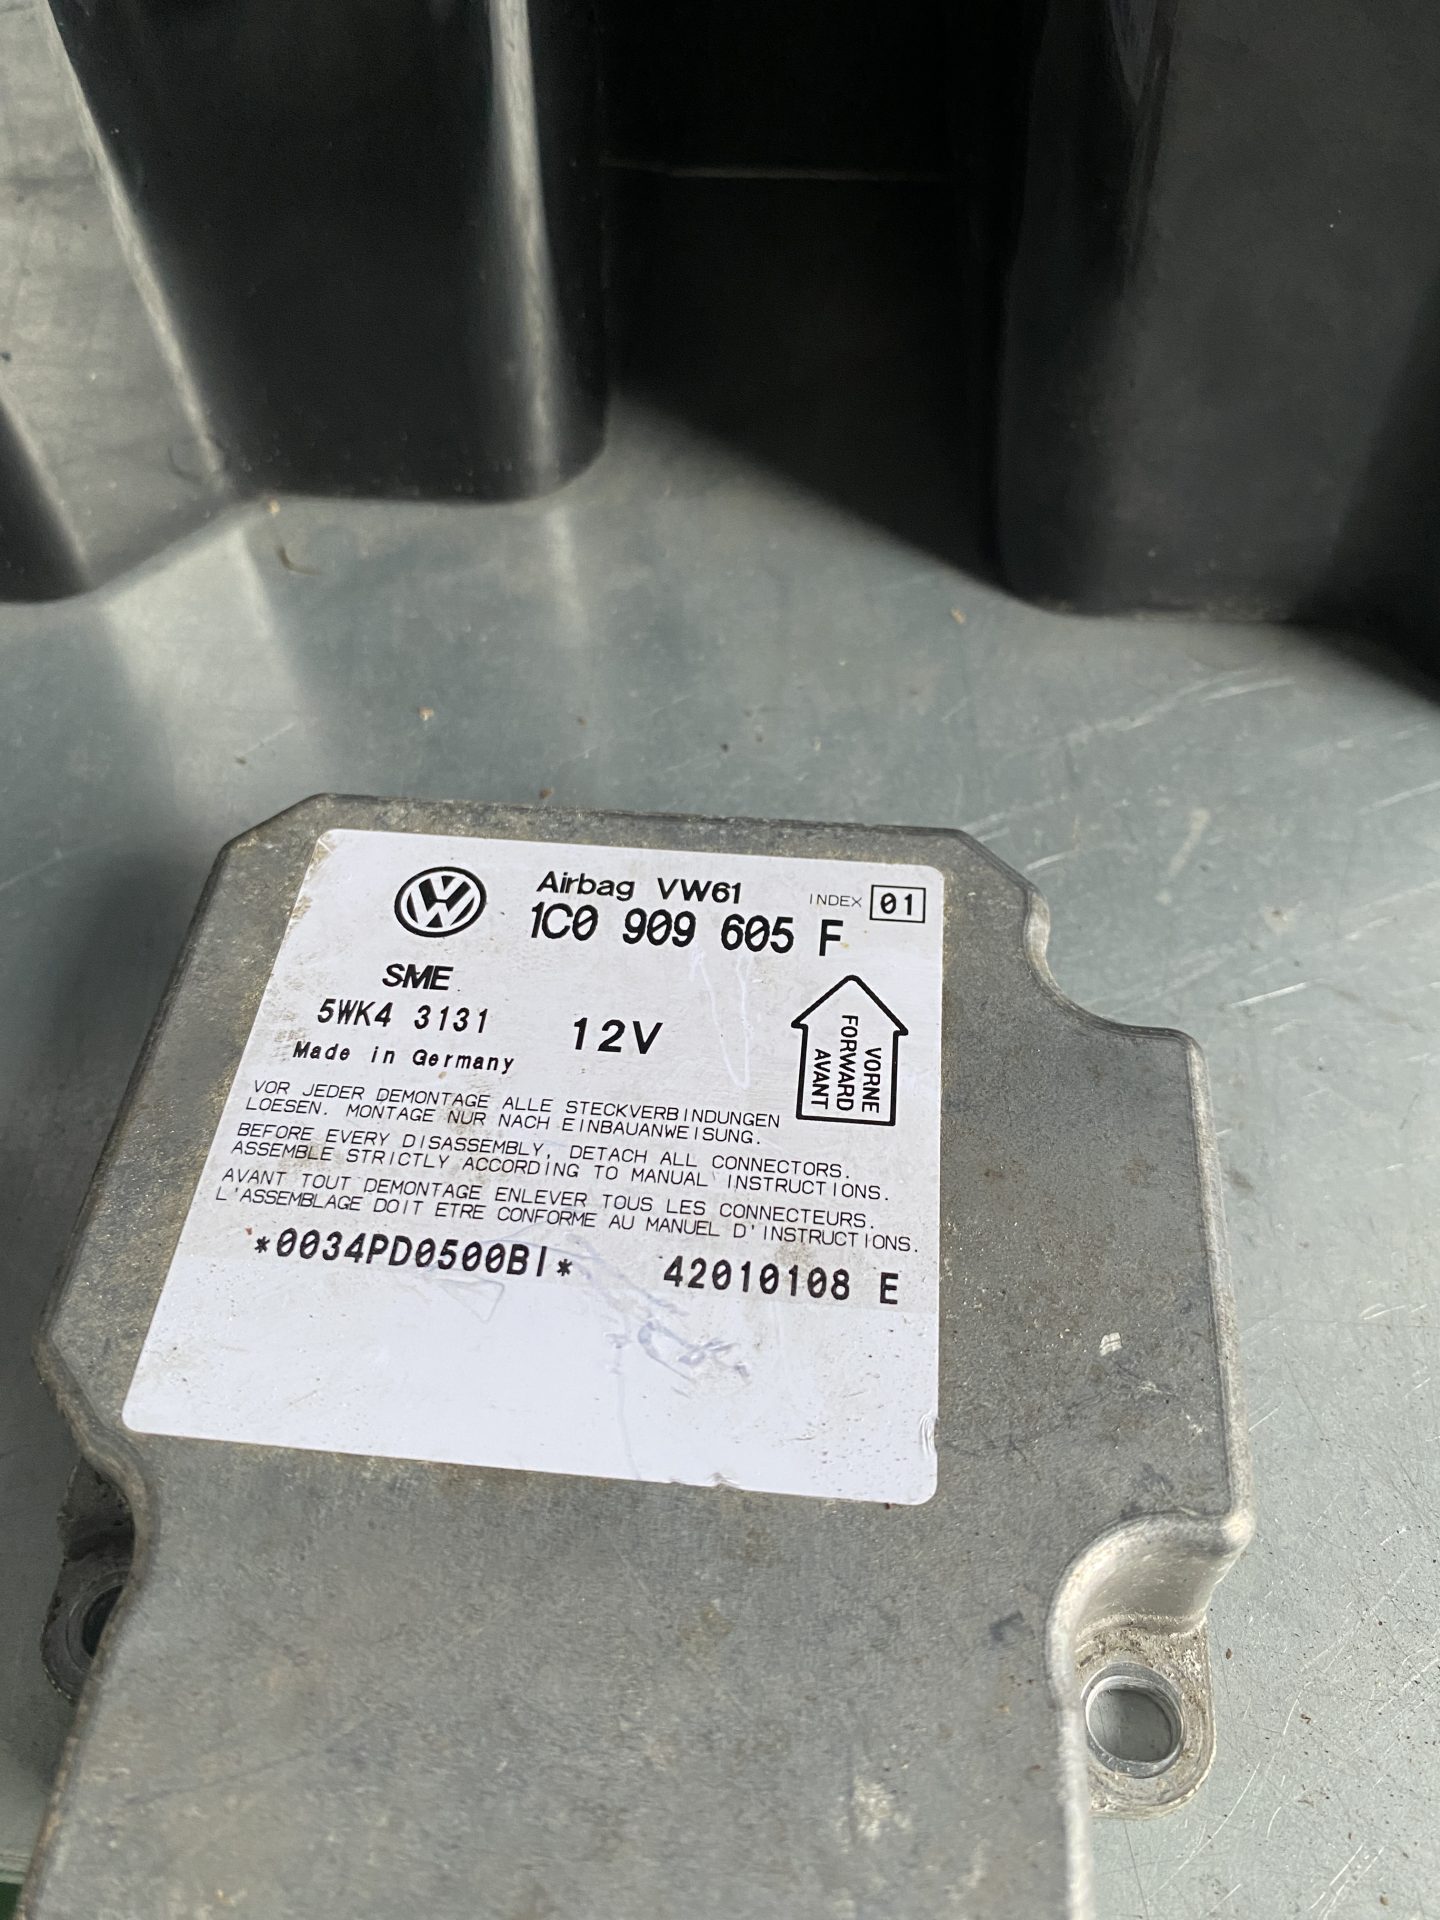 Airbag VW61
INDEX 01
1C0 909 605 F
SME
5WK4 3131
12V
Made in Germany
VORNE
FORWARD
AVANT
VOR JEDER DEMONTAGE ALLE STECKVERBINDUNGEN
LOESEN. MONTAGE NUR NACH EINBAUANWEISUNG.
BEFORE EVERY DISASSEMBLY, DETACH ALL CONNECTORS.
ASSEMBLE STRICTLY ACCORDING TO MANUAL INSTRUCTIONS.
AVANT TOUT DEMONTAGE ENLEVER TOUS LES CONNECTEURS.
L'ASSEMBLAGE DOIT ETRE CONFORME AU MANUEL D'INSTRUCTIONS.
*0034PD0500BI* 42010108 E